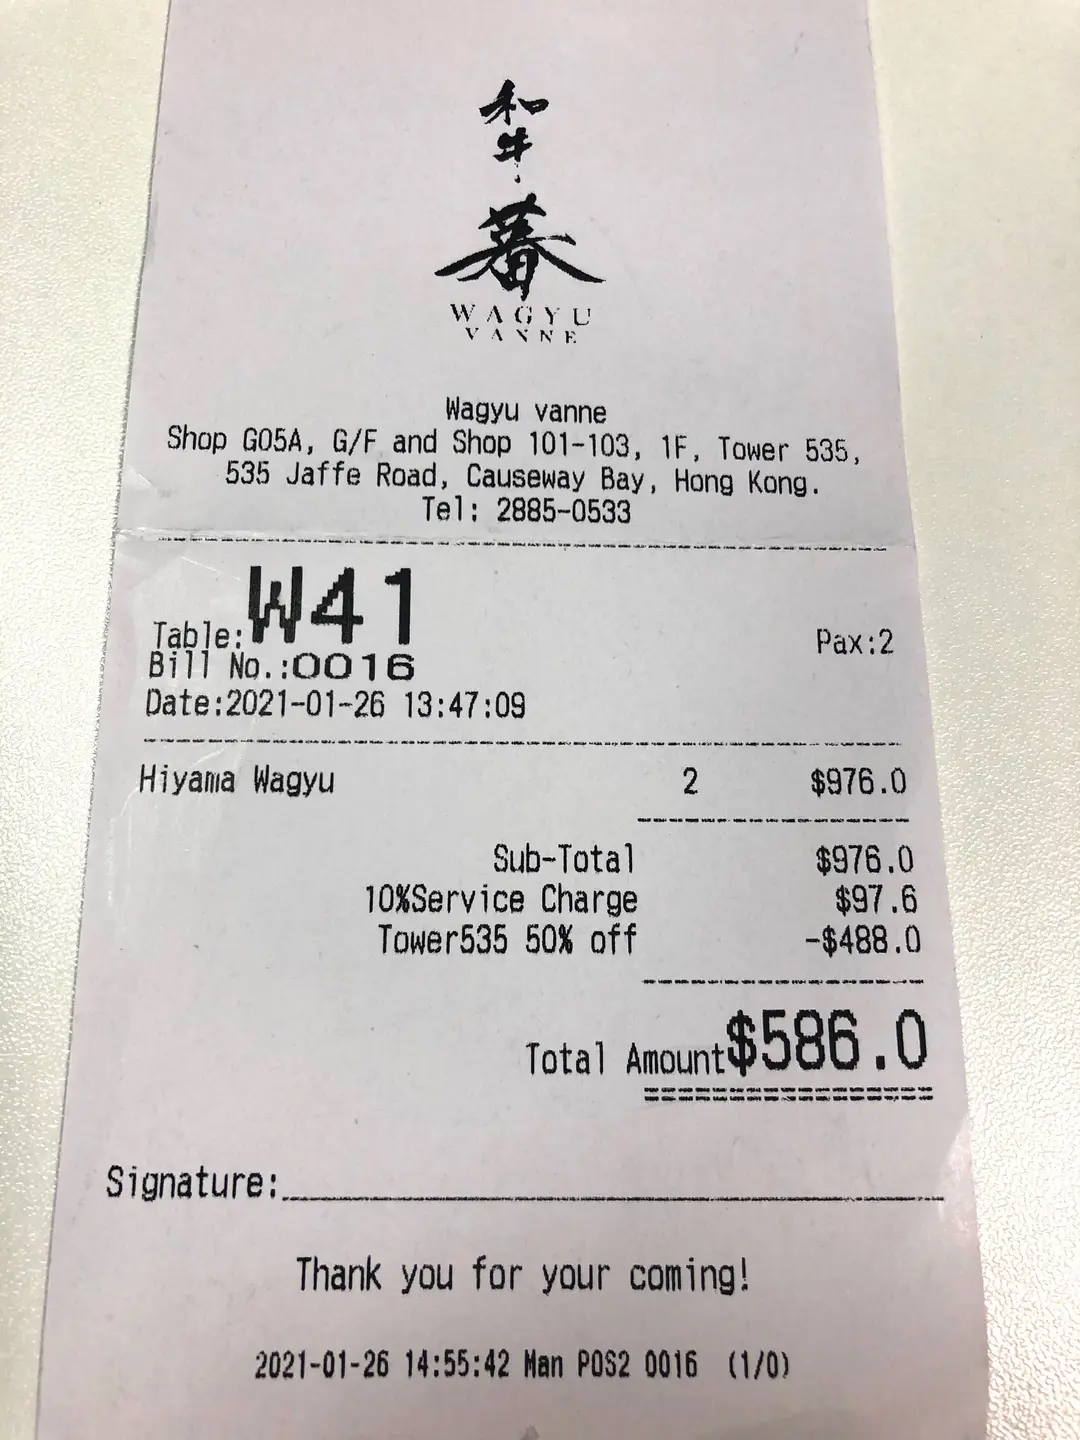 和
牛
蕃
WAGYU
VANNE
Wagyu vanne
Shop G05A, G/F and Shop 101-103, 1F, Tower 535,
535 Jaffe Road, Causeway Bay, Hong Kong.
Tel: 2885-0533
Table:W41 Pax:2
Bill No.:0016
Date:2021-01-26 13:47:09
Hiyama Wagyu 2 $976.0
Sub-Total $976.0
10%Service Charge $97.6
Tower535 50% off -$488.0
Total Amount$586.0
Signature:
Thank you for your coming!
2021-01-26 14:55:42 Man POS2 0016 (1/0)